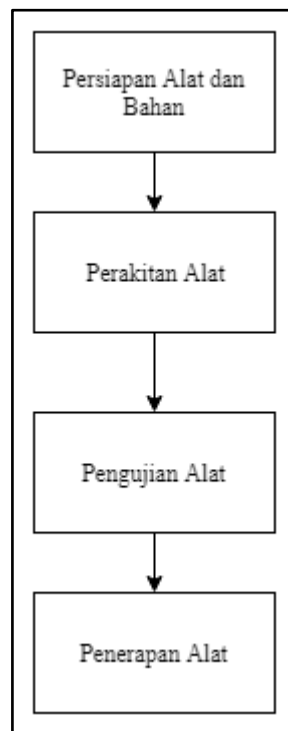 Persiapan Alat dan
Bahan
Perakitan Alat
Pengujian Alat
Penerapan Alat